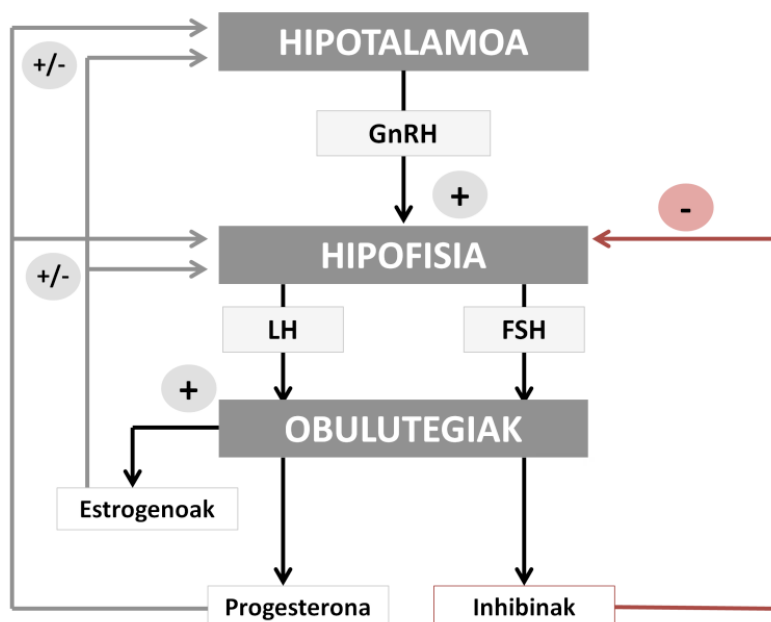 HIPOTALAMOA
+/-
GnRH
+
-
HIPOFISIA
+/-
LH
FSH
+
OBULUTEGIAK
Estrogenoak
Progesterona
Inhibinak